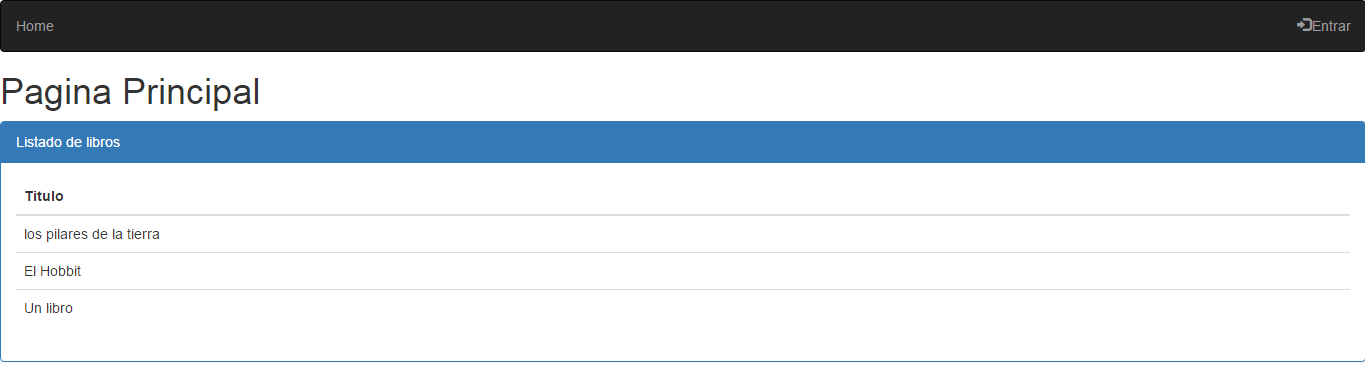 Home Entrar
Pagina Principal
Listado de libros
Titulo
los pilares de la tierra
El Hobbit
Un libro